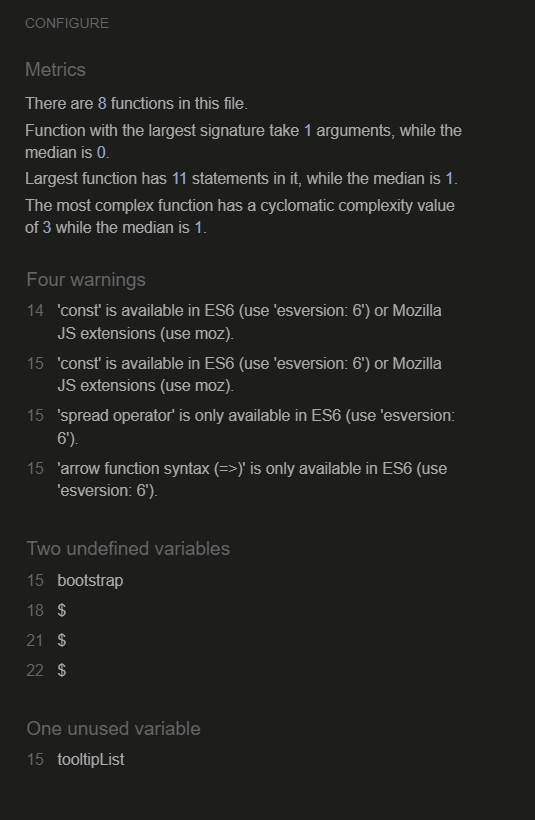 CONFIGURE
Metrics
There are 8 functions in this file.
Function with the largest signature take 1 arguments, while the
median is 0.
Largest function has 11 statements in it, while the median is 1.
The most complex function has a cyclomatic complexity value
of 3 while the median is 1.
Four warnings
14 'const' is available in ES6 (use 'esversion: 6') or Mozilla
JS extensions (use moz).
15 'const' is available in ES6 (use 'esversion: 6') or Mozilla
JS extensions (use moz).
15 'spread operator' is only available in ES6 (use 'esversion:
6').
15 'arrow function syntax (=>)' is only available in ES6 (use
'esversion: 6').
Two undefined variables
15 bootstrap
18 $
21 $
22 $
One unused variable
15 tooltipList